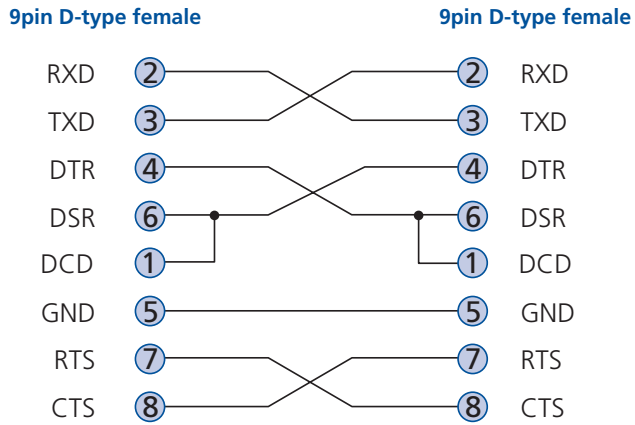 9pin D-type female 9pin D-type female
RXD 2 2 RXD
TXD 3 3 TXD
DTR 4 4 DTR
DSR 6 6 DSR
DCD 1 1 DCD
GND 5 5 GND
RTS 7 7 RTS
CTS 8 8 CTS